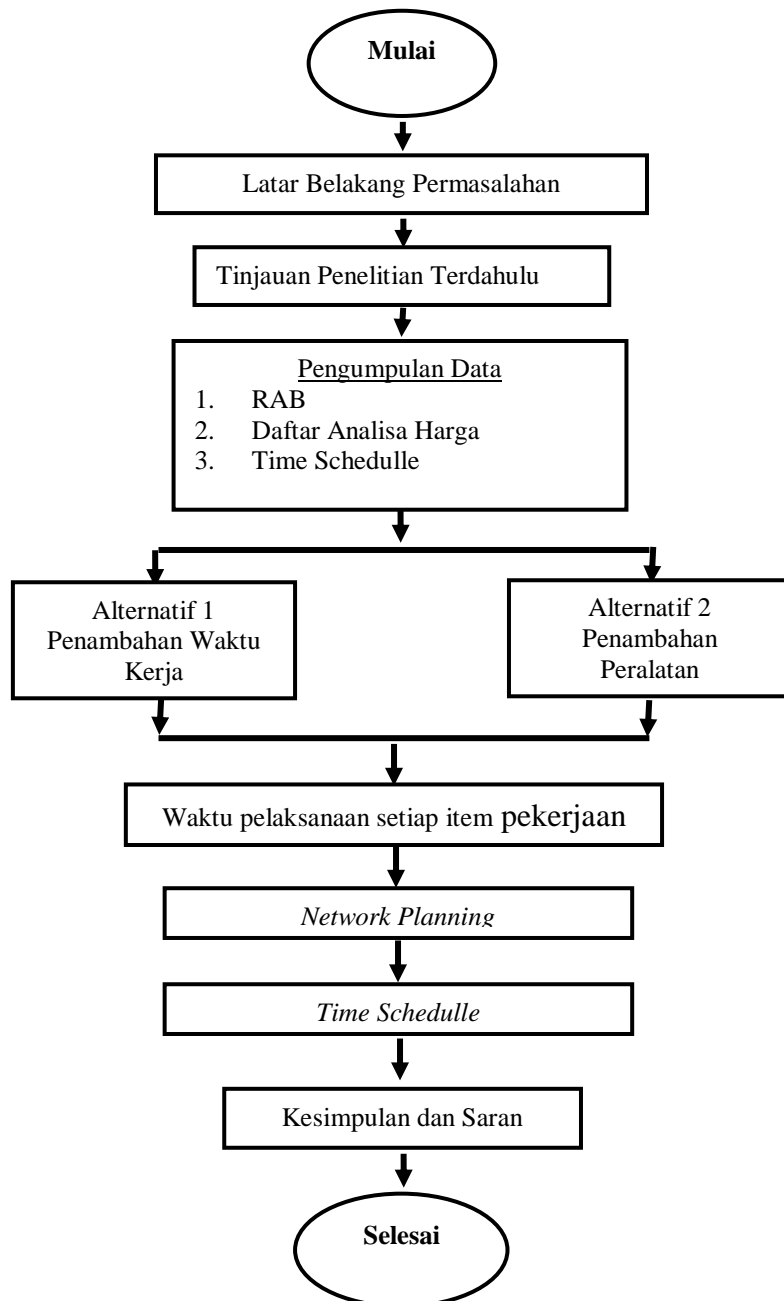 Mulai
Latar Belakang Permasalahan
Tinjauan Penelitian Terdahulu
Pengumpulan Data
1. RAB
2. Daftar Analisa Harga
3. Time Schedulle
Alternatif 1
Penambahan Waktu
Kerja
Alternatif 2
Penambahan
Peralatan
Waktu pelaksanaan setiap item pekerjaan
Network Planning
Time Schedulle
Kesimpulan dan Saran
Selesai